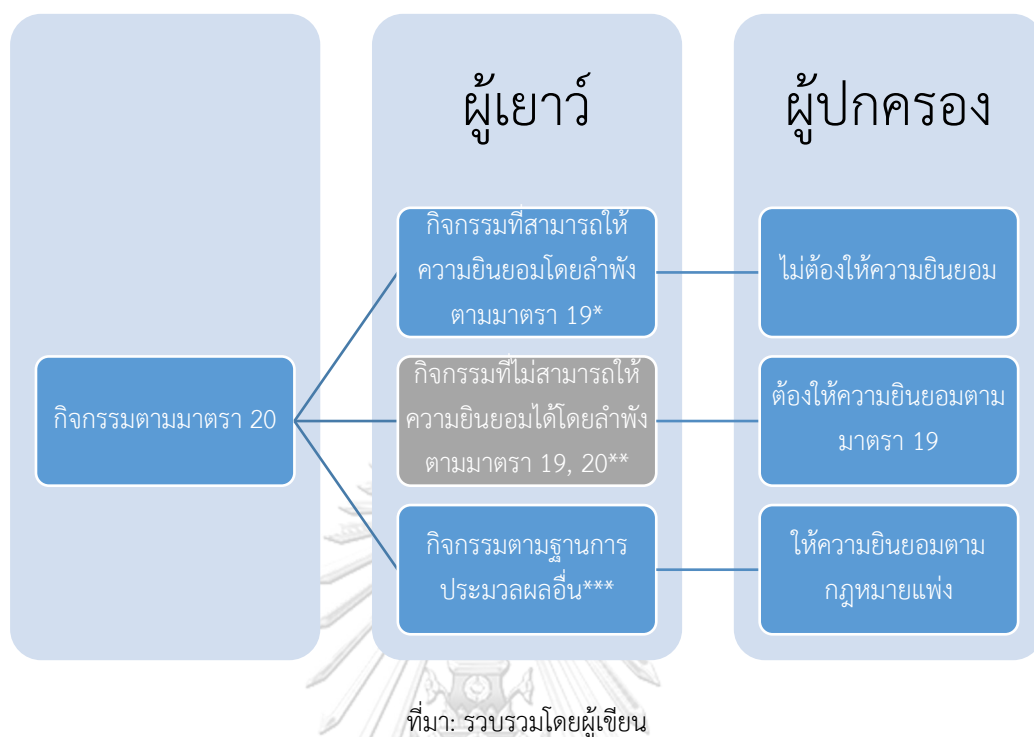 ผู้เยาว์
ผู้ปกครอง
กิจกรรมตามมาตรา 20
กิจกรรมที่สามารถให้
ความยินยอมโดยลำพัง
ตามมาตรา 19*
ไม่ต้องให้ความยินยอม
กิจกรรมที่ไม่สามารถให้
ความยินยอมได้โดยลำพัง
ตามมาตรา 19, 20**
ต้องให้ความยินยอมตาม
มาตรา 19
กิจกรรมตามฐานการ
ประมวลผลอื่น***
ให้ความยินยอมตาม
กฎหมายแพ่ง
ที่มา: รวบรวมโดยผู้เขียน